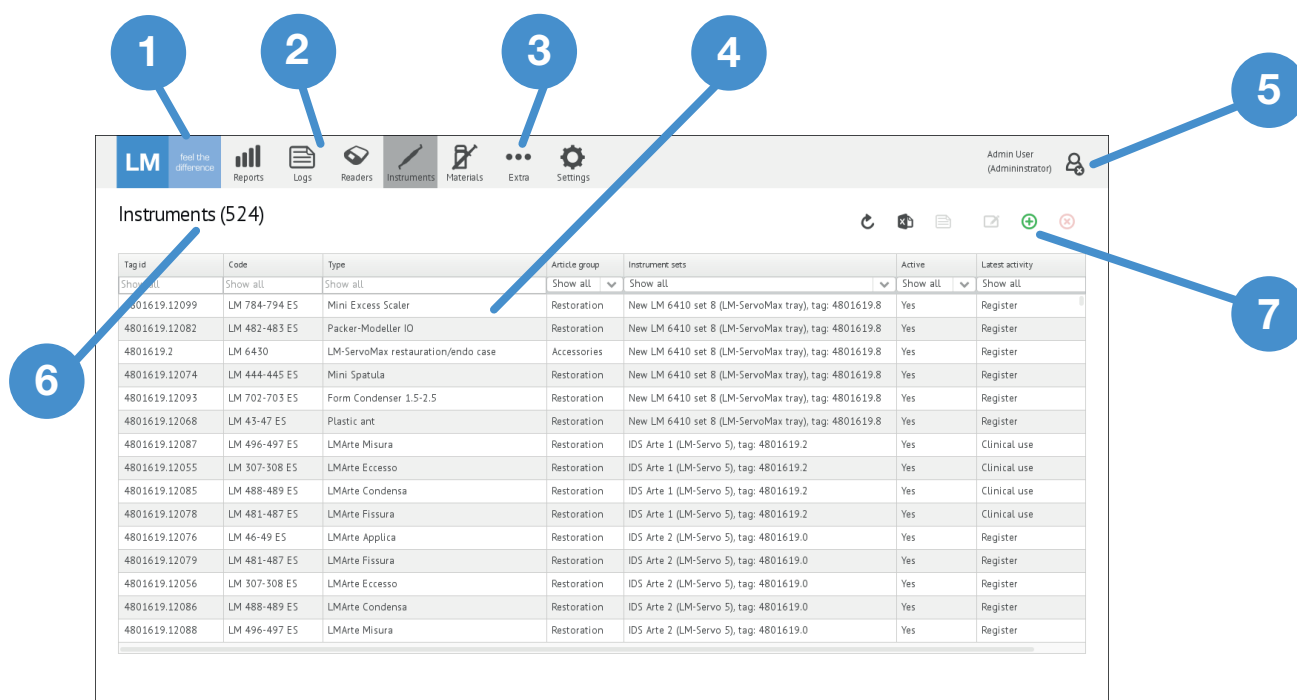 1 2 3 4 5
LM feel the difference
Reports Logs Readers Instruments Materials Extra Settings
Admin User
(Admininstrator)
Instruments (524)
Tag id Code Type Article group Instrument sets Active Latest activity
Show all Show all Show all Show all Show all Show all Show all
4801619.12099 LM 784-794 ES Mini Excess Scaler Restoration New LM 6410 set 8 (LM-ServoMax tray), tag: 4801619.8 Yes Register
4801619.12082 LM 482-483 ES Packer-Modeller IO Restoration New LM 6410 set 8 (LM-ServoMax tray), tag: 4801619.8 Yes Register
4801619.2 LM 6430 LM-ServoMax restauration/endo case Accessories New LM 6410 set 8 (LM-ServoMax tray), tag: 4801619.8 Yes Register
4801619.12074 LM 444-445 ES Mini Spatula Restoration New LM 6410 set 8 (LM-ServoMax tray), tag: 4801619.8 Yes Register
4801619.12093 LM 702-703 ES Form Condenser 1.5-2.5 Restoration New LM 6410 set 8 (LM-ServoMax tray), tag: 4801619.8 Yes Register
4801619.12068 LM 43-47 ES Plastic ant Restoration New LM 6410 set 8 (LM-ServoMax tray), tag: 4801619.8 Yes Register
4801619.12087 LM 496-497 ES LMArte Misura Restoration IDS Arte 1 (LM-Servo 5), tag: 4801619.2 Yes Clinical use
4801619.12055 LM 307-308 ES LMArte Eccesso Restoration IDS Arte 1 (LM-Servo 5), tag: 4801619.2 Yes Clinical use
4801619.12085 LM 488-489 ES LMArte Condensa Restoration IDS Arte 1 (LM-Servo 5), tag: 4801619.2 Yes Clinical use
4801619.12078 LM 481-487 ES LMArte Fissura Restoration IDS Arte 1 (LM-Servo 5), tag: 4801619.2 Yes Clinical use
4801619.12076 LM 46-49 ES LMArte Applica Restoration IDS Arte 2 (LM-Servo 5), tag: 4801619.0 Yes Register
4801619.12079 LM 481-487 ES LMArte Fissura Restoration IDS Arte 2 (LM-Servo 5), tag: 4801619.0 Yes Register
4801619.12056 LM 307-308 ES LMArte Eccesso Restoration IDS Arte 2 (LM-Servo 5), tag: 4801619.0 Yes Register
4801619.12086 LM 488-489 ES LMArte Condensa Restoration IDS Arte 2 (LM-Servo 5), tag: 4801619.0 Yes Register
4801619.12088 LM 496-497 ES LMArte Misura Restoration IDS Arte 2 (LM-Servo 5), tag: 4801619.0 Yes Register
6
7